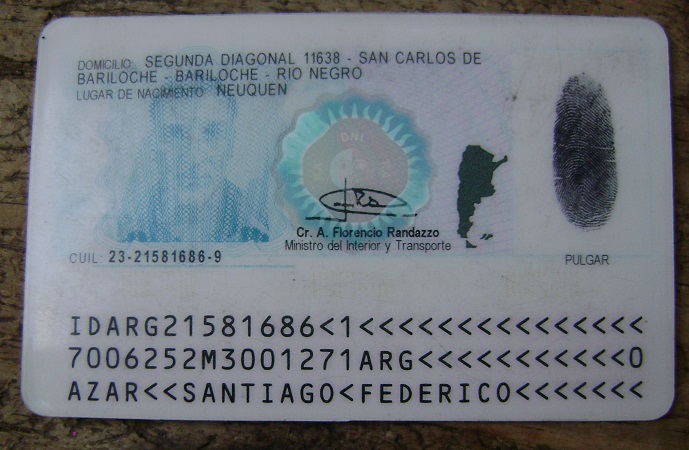 DOMICILIO: SEGUNDA DIAGONAL 11638 - SAN CARLOS DE
BARILOCHE - BARILOCHE - RIO NEGRO
LUGAR DE NACIMIENTO NEUQUEN
DNI
Cr. A. Florencio Randazzo
Ministro del Interior y Transporte
CUIL: 23-21581686-9
PULGAR
IDARG21581686<1<<<<<<<<<<<<<<<
7006252M3001271ARG<<<<<<<<<<<0
AZAR<<SANTIAGO<FEDERICO<<<<<<<